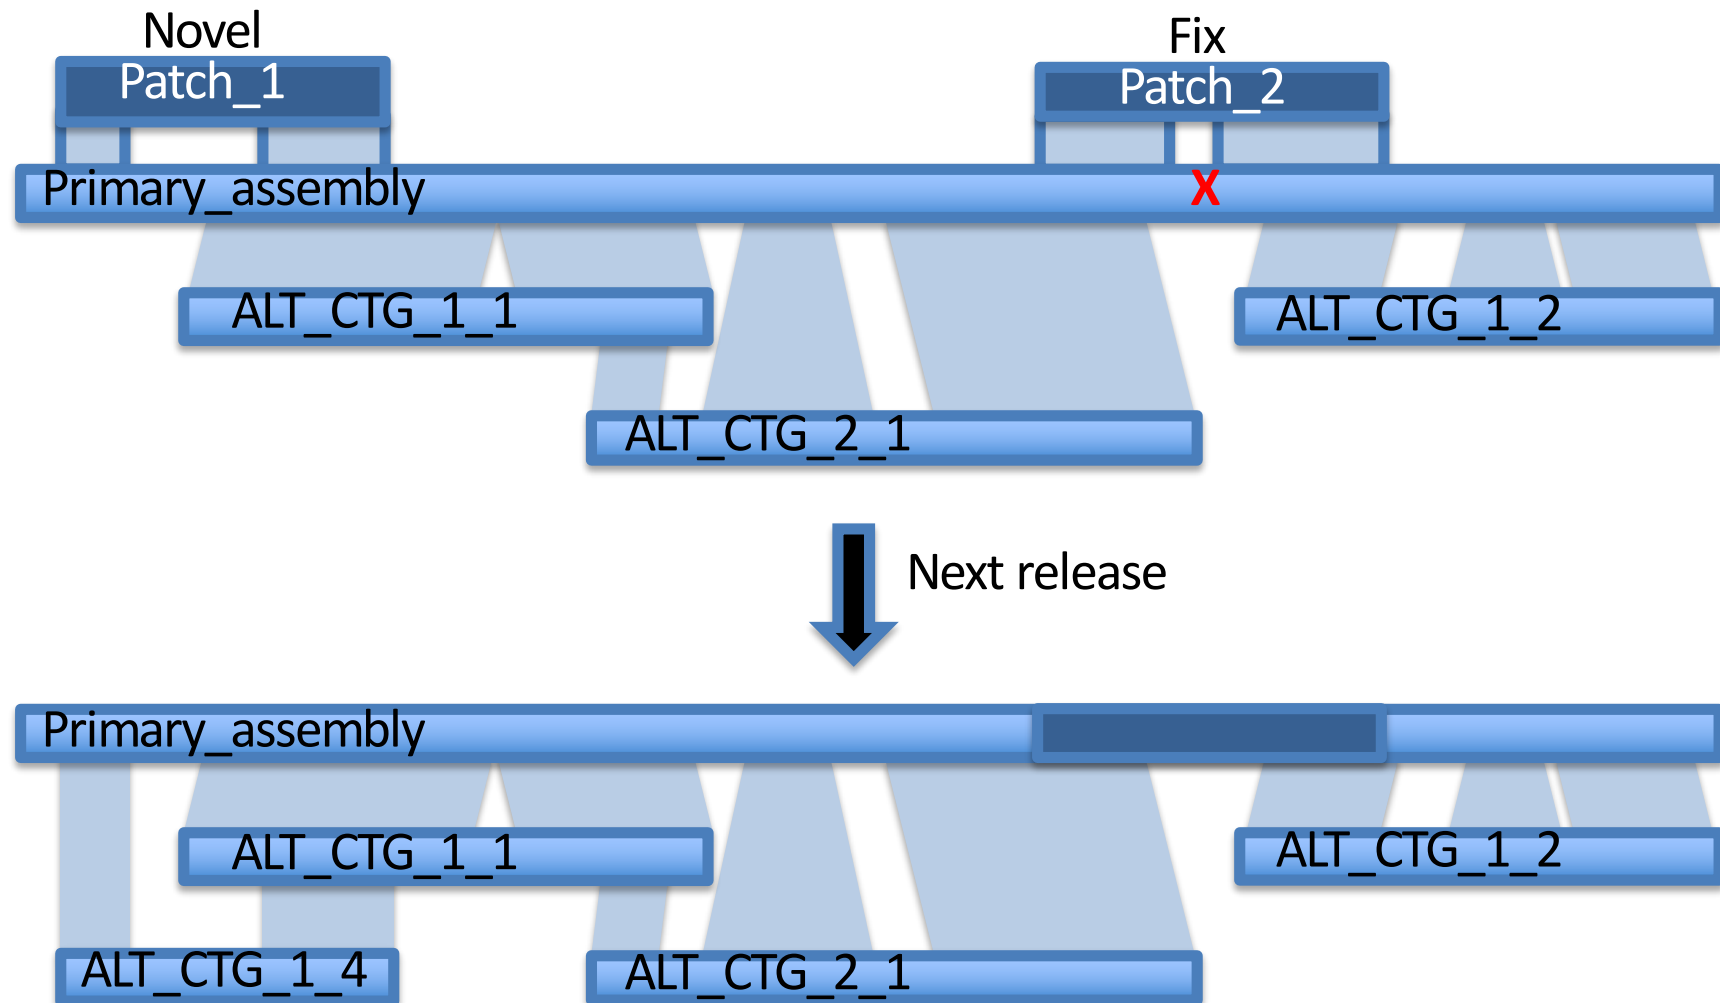 Novel
Fix
Patch_1
Patch_2
Primary_assembly
X
ALT_CTG_1_1
ALT_CTG_1_2
ALT_CTG_2_1
Next release
Primary_assembly
ALT_CTG_1_1
ALT_CTG_1_2
ALT_CTG_1_4
ALT_CTG_2_1